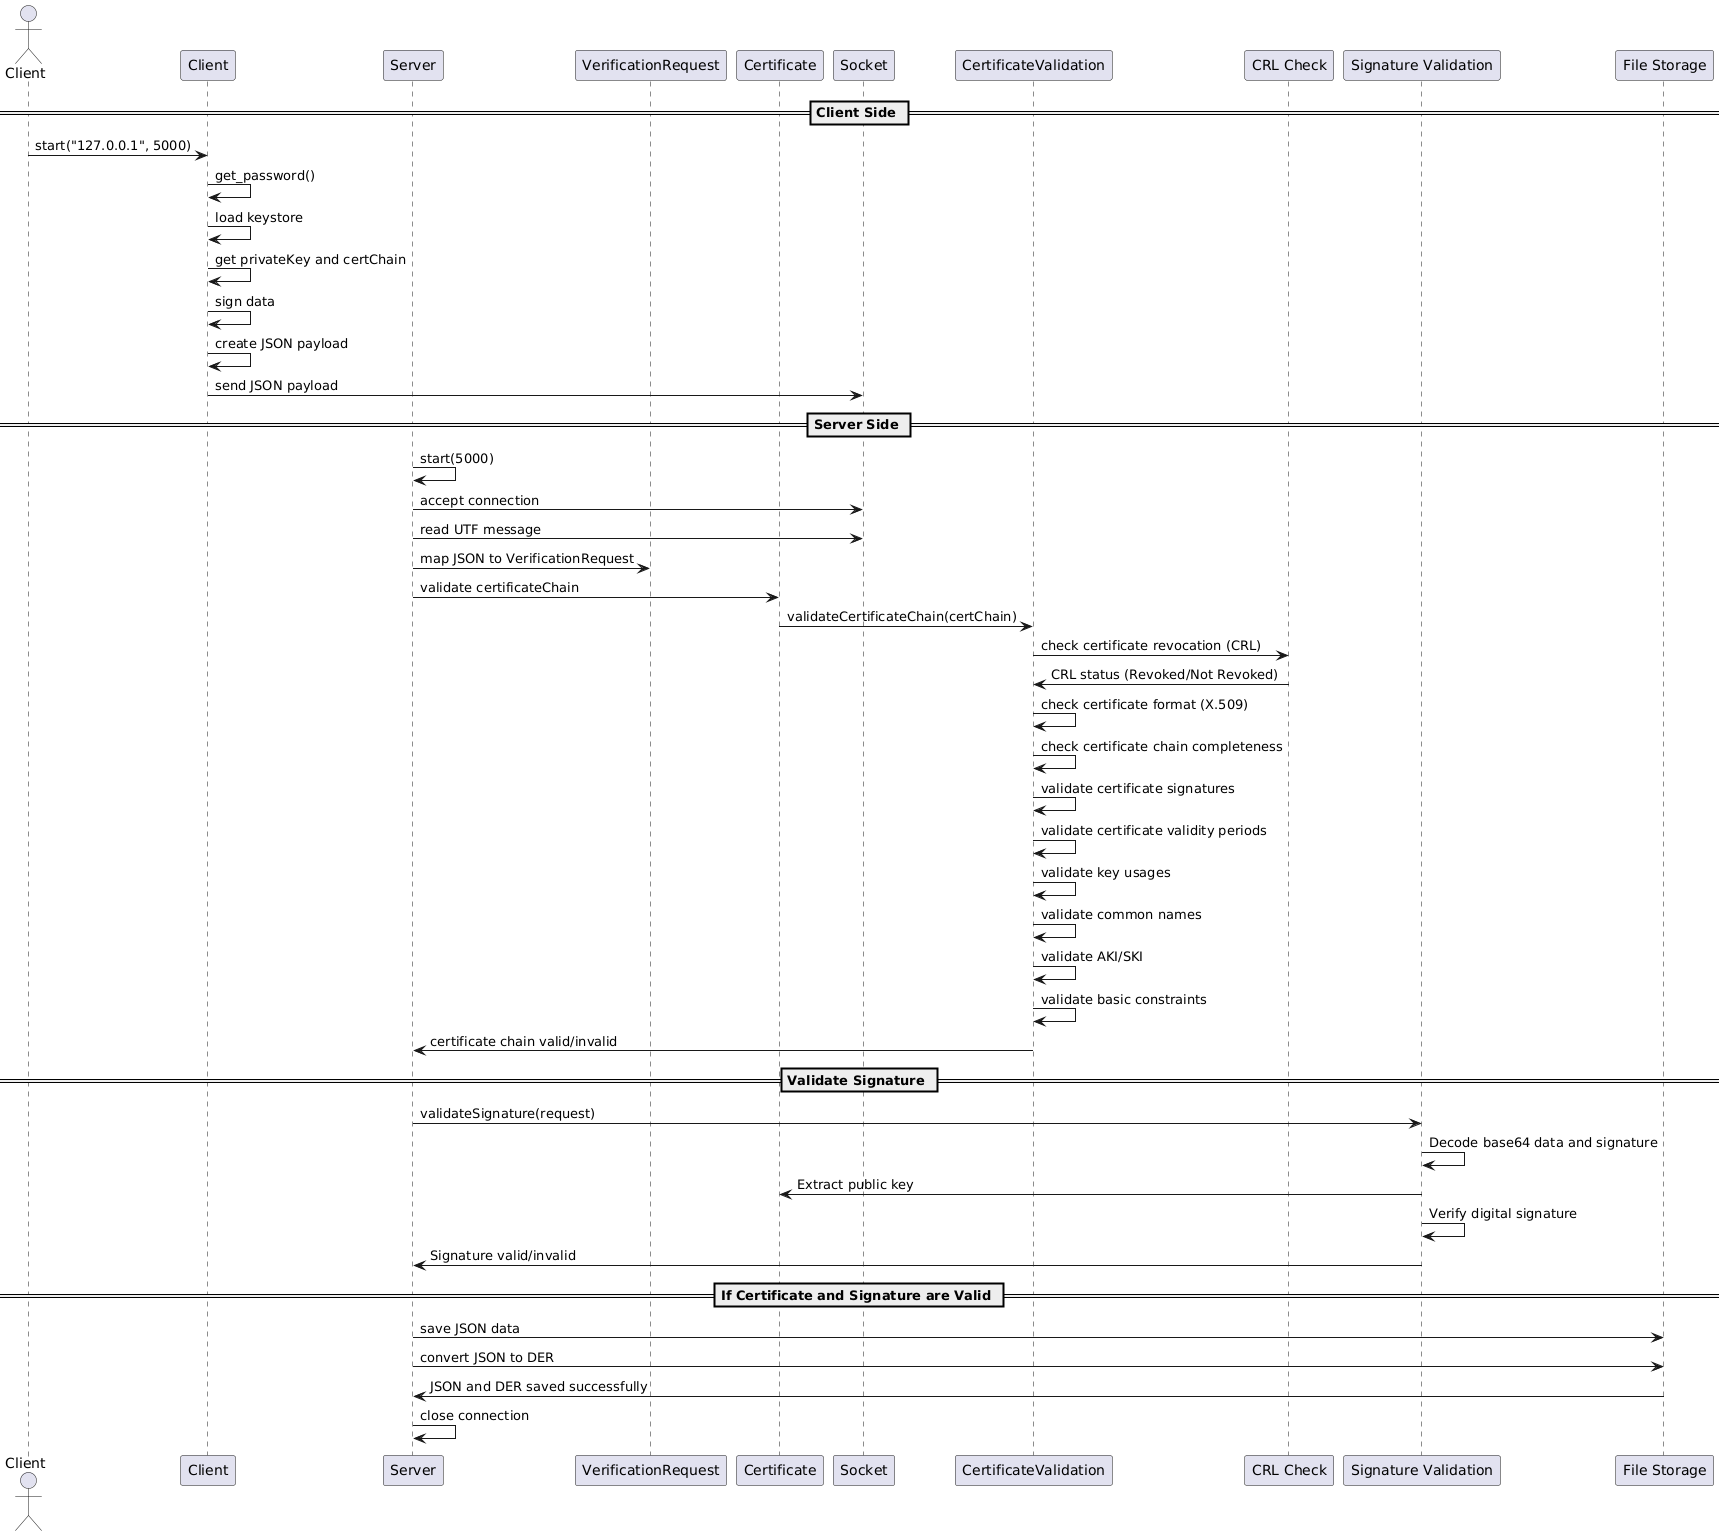 Client
Client
Server
VerificationRequest
Certificate
Socket
CertificateValidation
CRL Check
Signature Validation
File Storage
Client Side
start("127.0.0.1", 5000)
get_password()
load keystore
get privateKey and certChain
sign data
create JSON payload
send JSON payload
Server Side
start(5000)
accept connection
read UTF message
map JSON to VerificationRequest
validate certificateChain
validateCertificateChain(certChain)
check certificate revocation (CRL)
CRL status (Revoked/Not Revoked)
check certificate format (X.509)
check certificate chain completeness
validate certificate signatures
validate certificate validity periods
validate key usages
validate common names
validate AKI/SKI
validate basic constraints
certificate chain valid/invalid
Validate Signature
validateSignature(request)
Decode base64 data and signature
Extract public key
Verify digital signature
Signature valid/invalid
If Certificate and Signature are Valid
save JSON data
convert JSON to DER
JSON and DER saved successfully
close connection
Client
Client
Server
VerificationRequest
Certificate
Socket
CertificateValidation
CRL Check
Signature Validation
File Storage